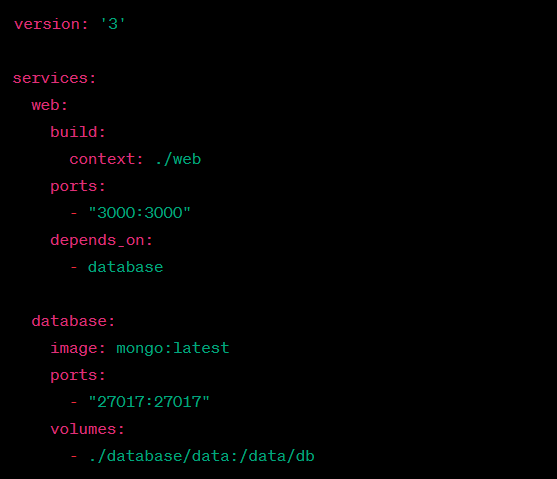 version: '3'

services:
  web:
    build:
      context: ./web
    ports:
      - "3000:3000"
    depends_on:
      - database

  database:
    image: mongo:latest
    ports:
      - "27017:27017"
    volumes:
      - ./database/data:/data/db